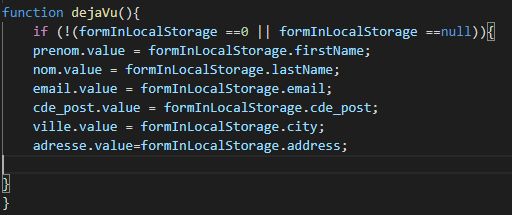 function dejaVu(){
if (!(formInLocalStorage ==0 || formInLocalStorage ==null)){
prenom.value = formInLocalStorage.firstName;
nom.value = formInLocalStorage.lastName;
email.value = formInLocalStorage.email;
cde_post.value = formInLocalStorage.cde_post;
ville.value = formInLocalStorage.city;
adresse.value=formInLocalStorage.address;
}
}